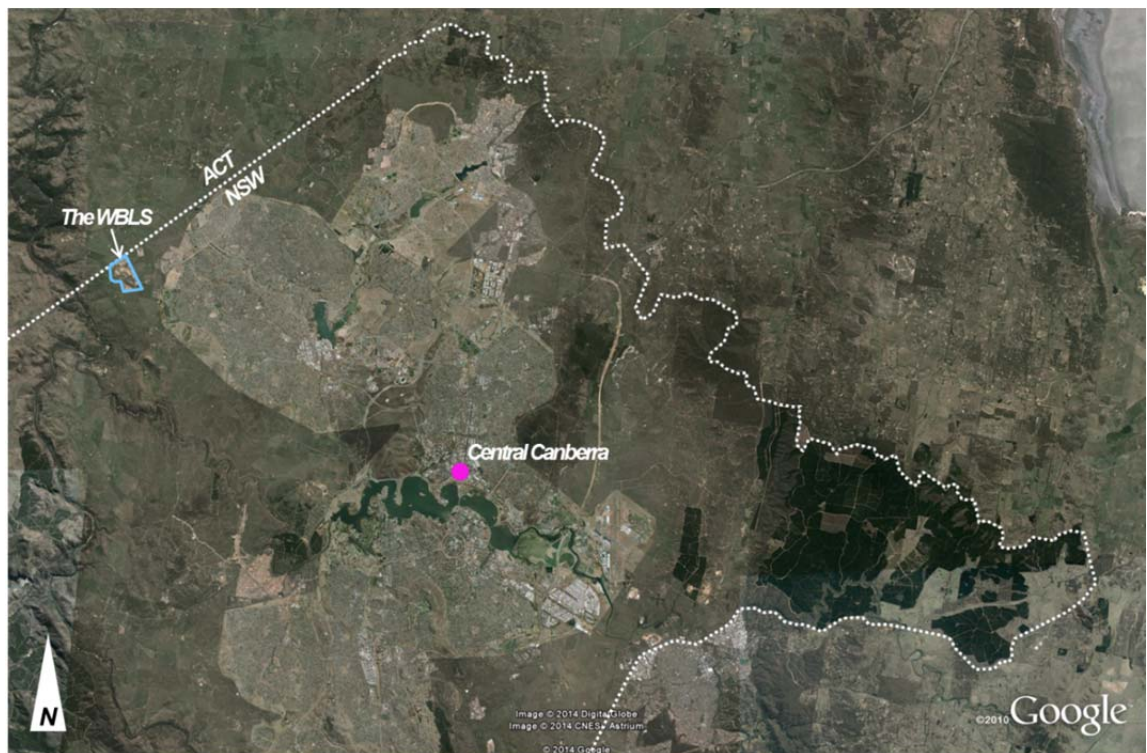 ACT
NSW
The WBLS
Central Canberra
N
Image © 2014 DigitalGlobe
Image © 2014 CNES / Astrium
© 2014 Google
©2010 Google